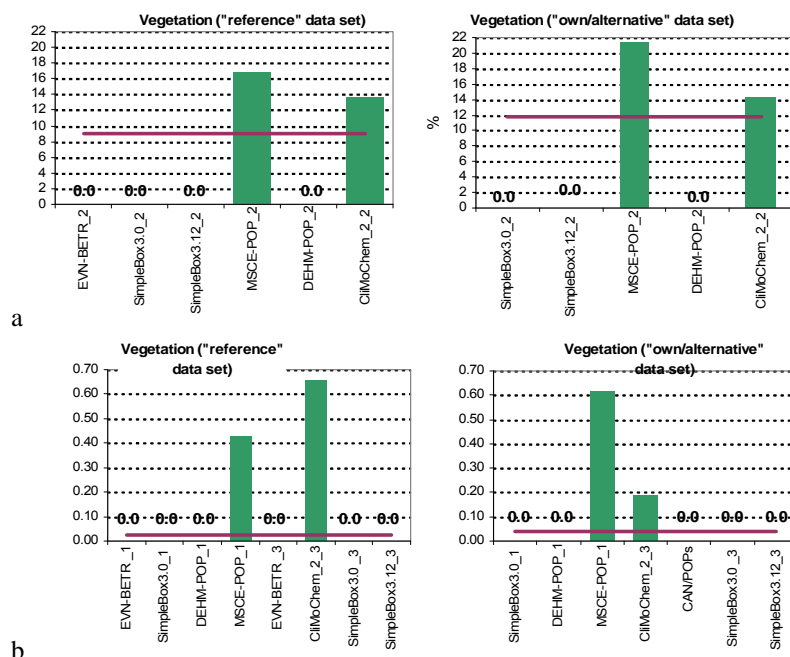 Vegetation ("reference" data set)
22
20
18
16
14
12
10
8
6
4
2
0
0.0 0.0 0.0 0.0
EVN-BETR_2
SimpleBox3.0_2
SimpleBox3.12_2
MSCE-POP_2
DEHM-POP_2
CliMoChem_2_2
Vegetation ("own/alternative" data set)
%
22
20
18
16
14
12
10
8
6
4
2
0
0.0 0.0 0.0
SimpleBox3.0_2
SimpleBox3.12_2
MSCE-POP_2
DEHM-POP_2
CliMoChem_2_2
a
Vegetation ("reference"
data set)
0.70
0.60
0.50
0.40
0.30
0.20
0.10
0.00
0.0 0.0 0.0 0.0 0.0 0.0
EVN-BETR_1
SimpleBox3.0_1
DEHM-POP_1
MSCE-POP_1
EVN-BETR_3
CliMoChem_2_3
SimpleBox3.0_3
SimpleBox3.12_3
Vegetation ("own/alternative"
data set)
0.70
0.60
0.50
0.40
0.30
0.20
0.10
0.00
0.0 0.0 0.0 0.0 0.0
SimpleBox3.0_1
DEHM-POP_1
MSCE-POP_1
CliMoChem_2_3
CAN/POPs
SimpleBox3.0_3
SimpleBox3.12_3
b